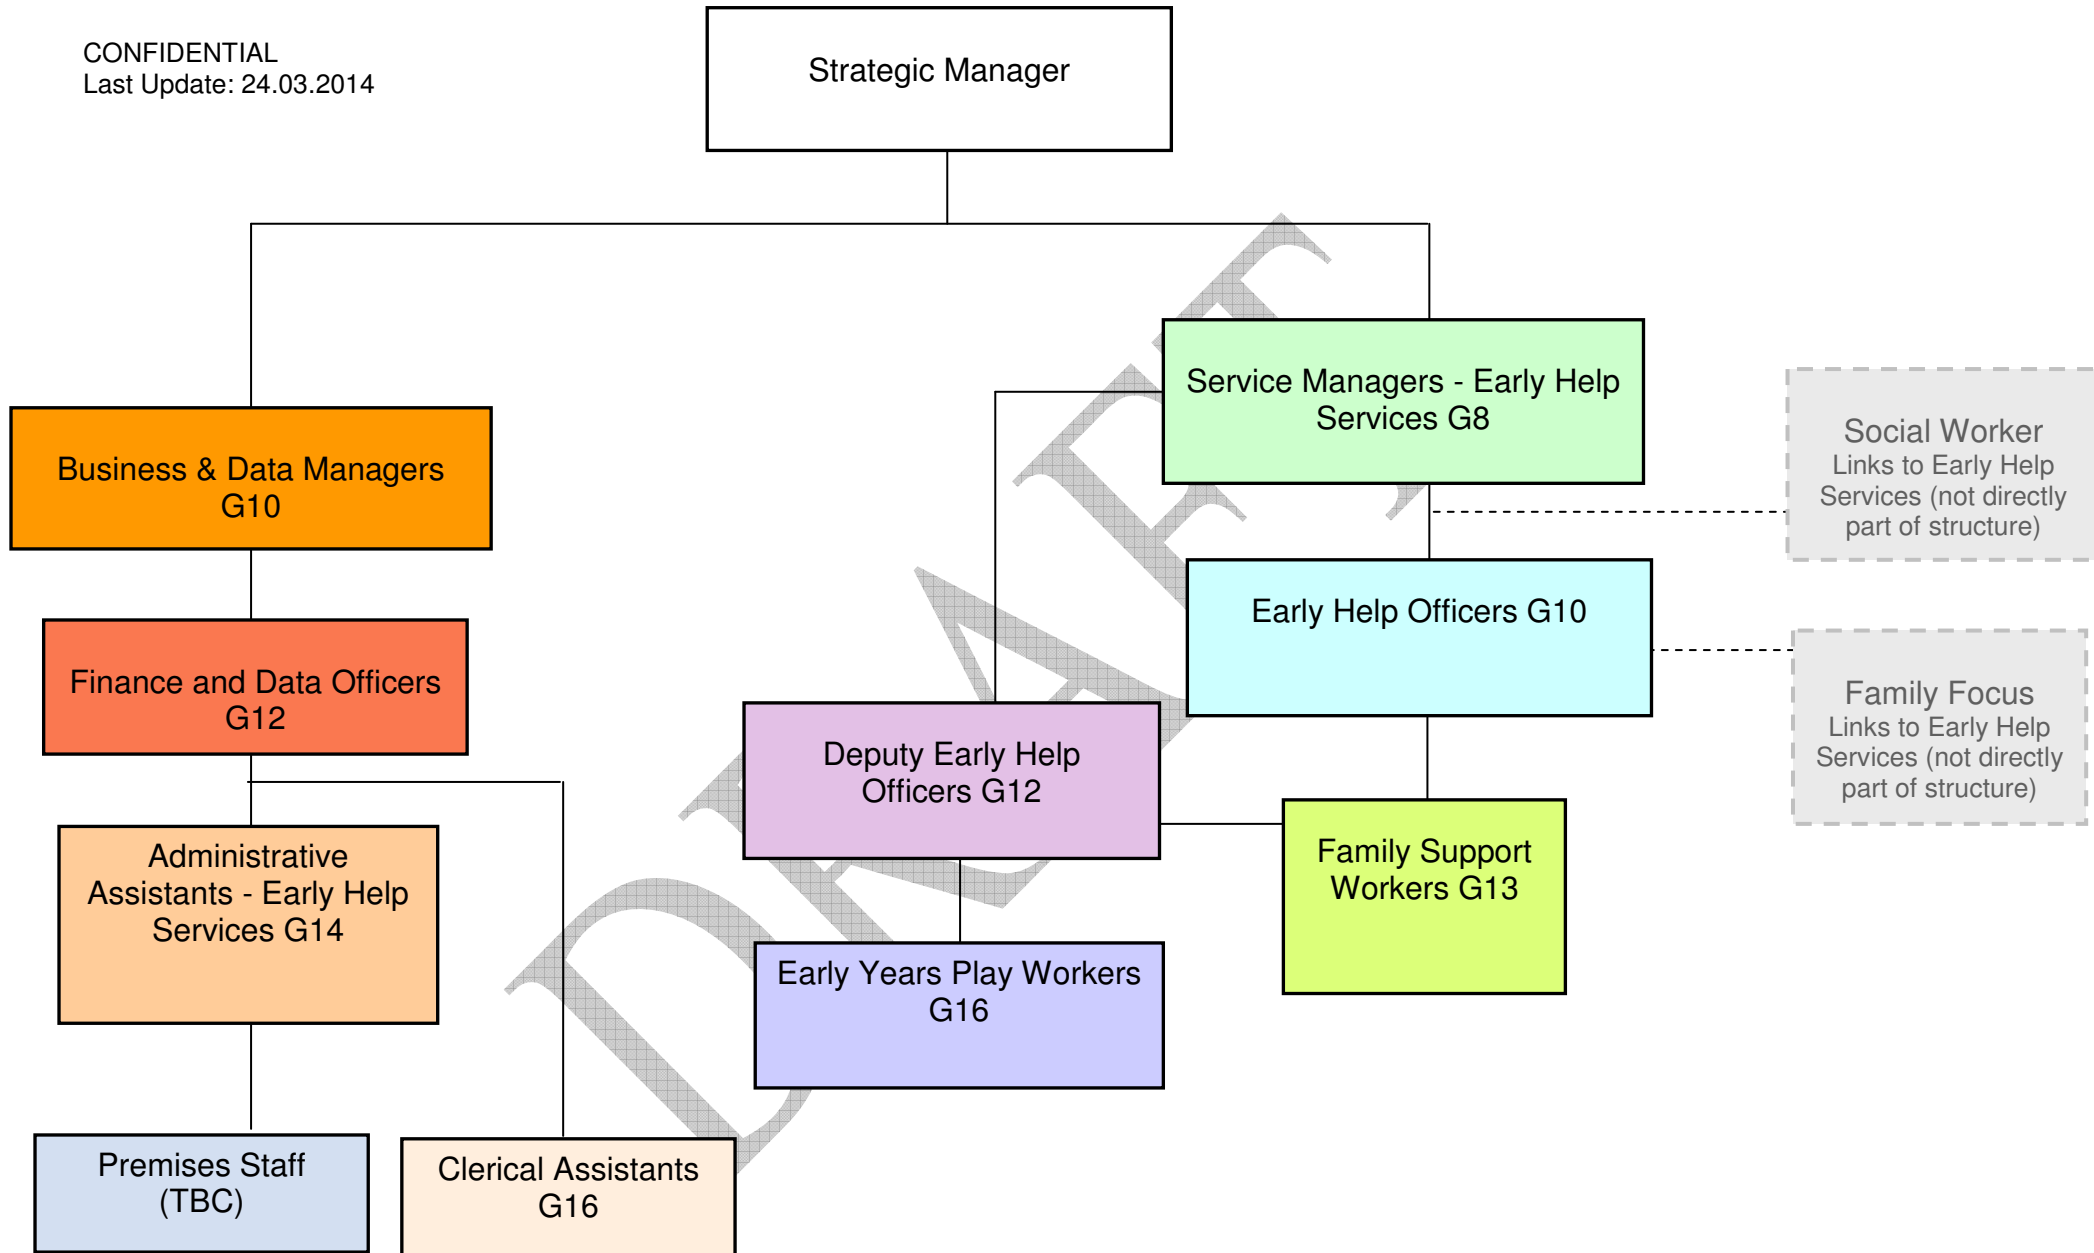 CONFIDENTIAL
Last Update: 24.03.2014
Strategic Manager
Service Managers - Early Help
Services G8
Social Worker
Links to Early Help
Services (not directly
part of structure)
Business & Data Managers
G10
Early Help Officers G10
Finance and Data Officers
G12
Family Focus
Links to Early Help
Services (not directly
part of structure)
Deputy Early Help
Officers G12
Administrative
Assistants - Early Help
Services G14
Family Support
Workers G13
Early Years Play Workers
G16
Premises Staff
(TBC)
Clerical Assistants
G16
DRAFT